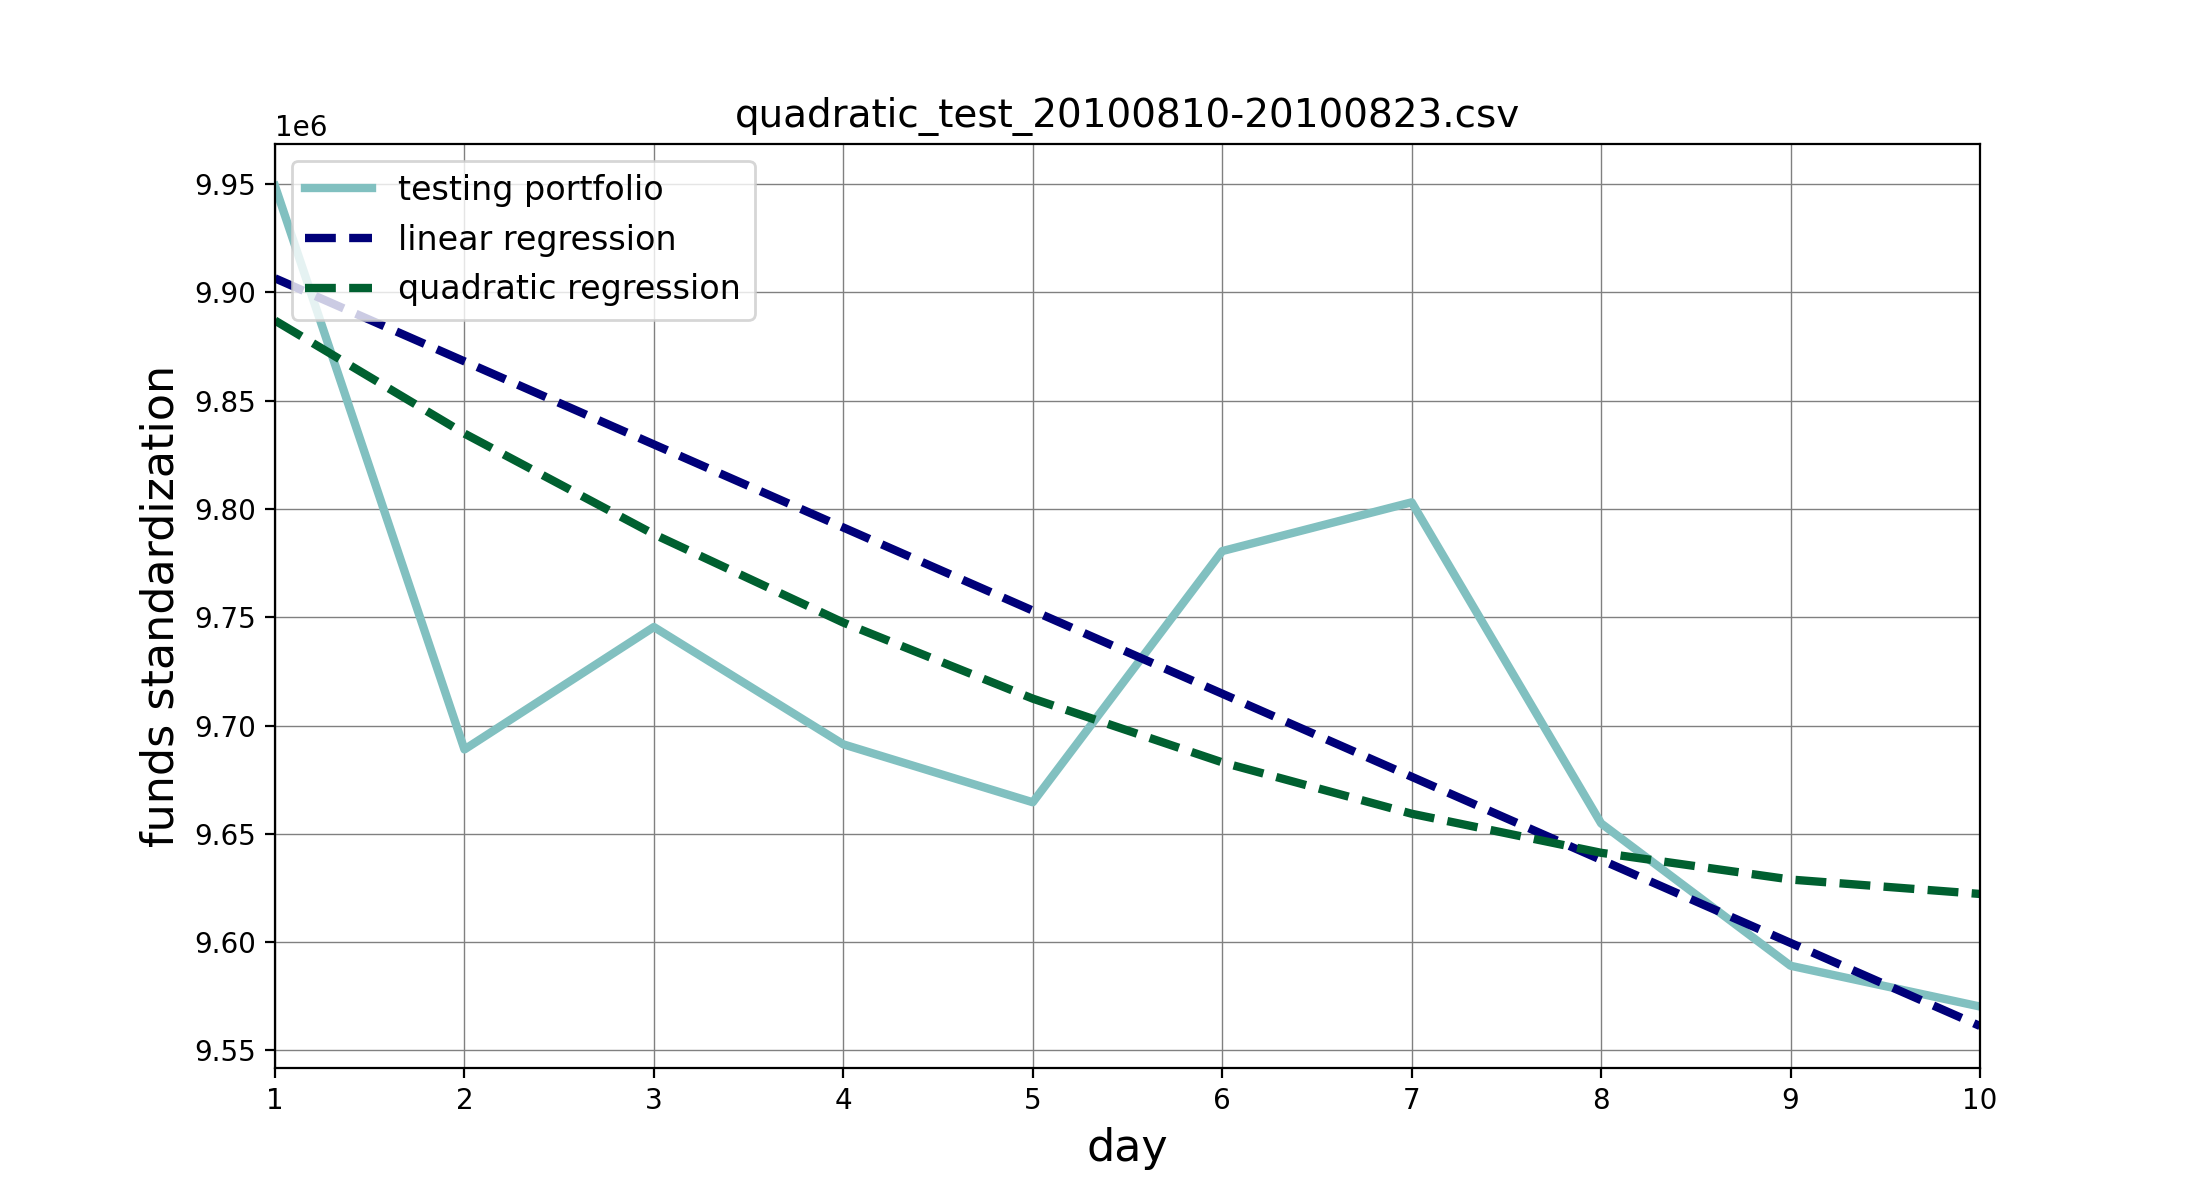 quadratic_test_20100810-20100823.csv
1e6
testing portfolio
linear regression
quadratic regression
9.95
9.90
9.85
9.80
9.75
9.70
9.65
9.60
9.55
funds standardization
1 2 3 4 5 6 7 8 9 10
day